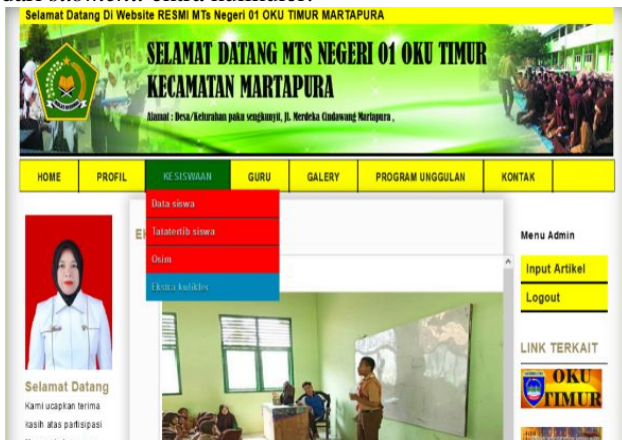 Selamat Datang Di Website RESMI MTs Negeri 01 OKU TIMUR MARTAPURA
SELAMAT DATANG MTS NEGERI 01 OKU TIMUR
KECAMATAN MARTAPURA
Alamat : Desa/Kelurahan paku sengkunyit, Jl. Merdeka Cindawang
Martapura ,
HOME PROFIL KESISWAAN GURU GALERY PROGRAM UNGGULAN KONTAK
Data siswa
Tatatertib siswa
Osim
Ekstra kulikler
Menu Admin
Input Artikel
Logout
LINK TERKAIT
OKU
TIMUR
Selamat Datang
Kami ucapkan terima
kasih atas partisipasi